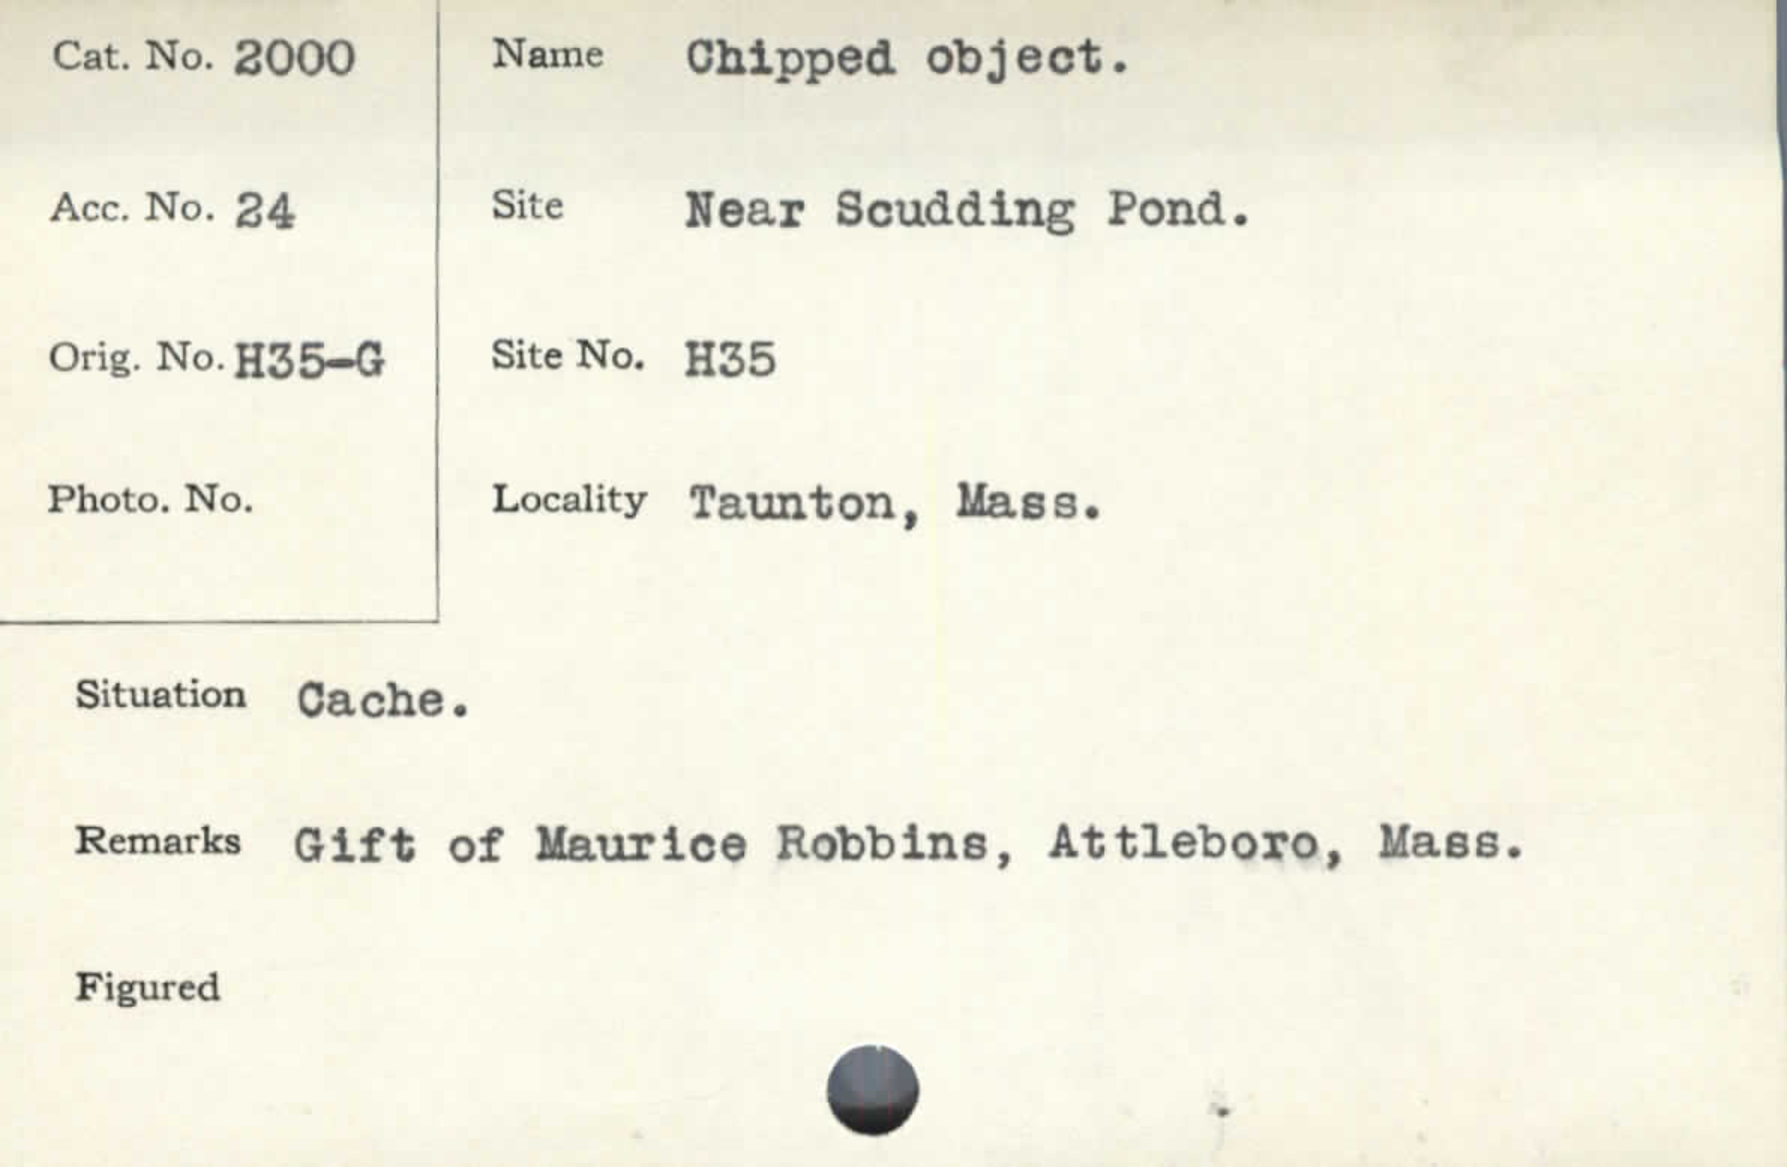 Cat. No. 2000
Name Chipped object.
Acc. No. 24
Site Near Scudding Pond.
Orig. No. H35-G
Site No. H35
Photo. No.
Locality Taunton, Mass.
Situation Cache.
Remarks Gift of Maurice Robbins, Attleboro, Mass.
Figured